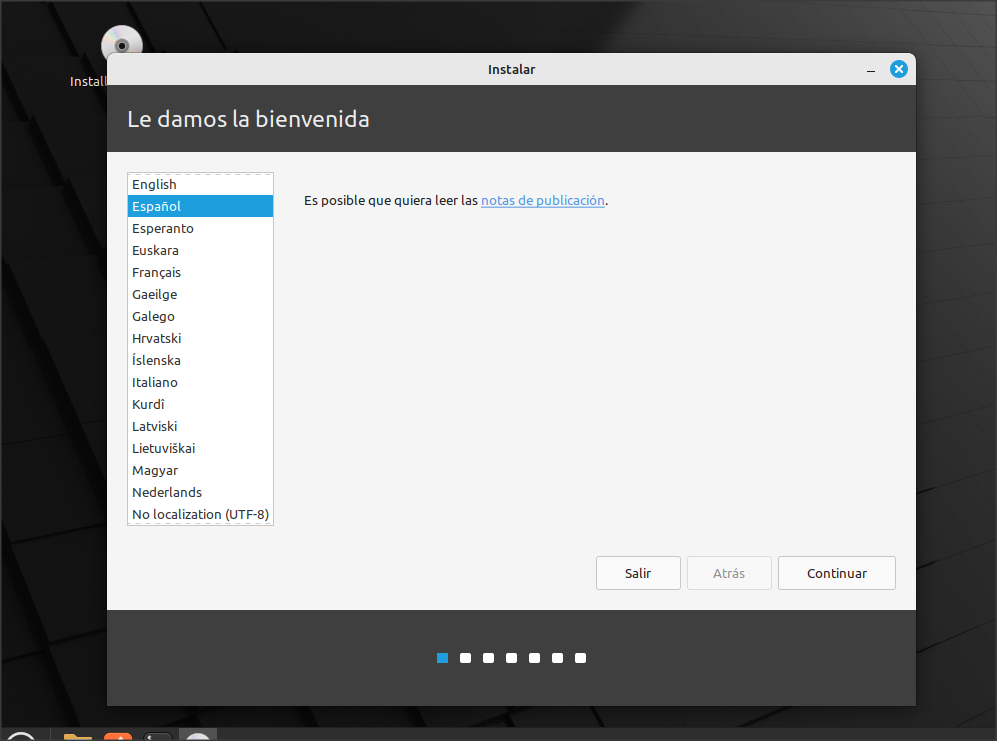 Install
Instalar
Le damos la bienvenida
English
Español
Esperanto
Euskara
Français
Gaeilge
Galego
Hrvatski
Íslenska
Italiano
Kurdî
Latviski
Lietuviškai
Magyar
Nederlands
No localization (UTF-8)
Es posible que quiera leer las notas de publicación.
Salir
Atrás
Continuar